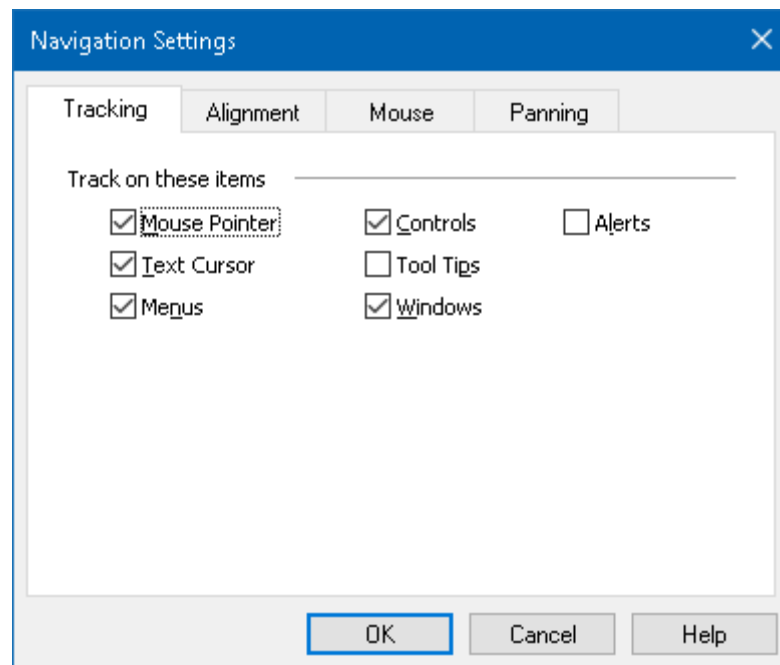 Navigation Settings
Tracking Alignment Mouse Panning
Track on these items
Mouse Pointer Controls Alerts
Text Cursor Tool Tips
Menus Windows
OK Cancel Help